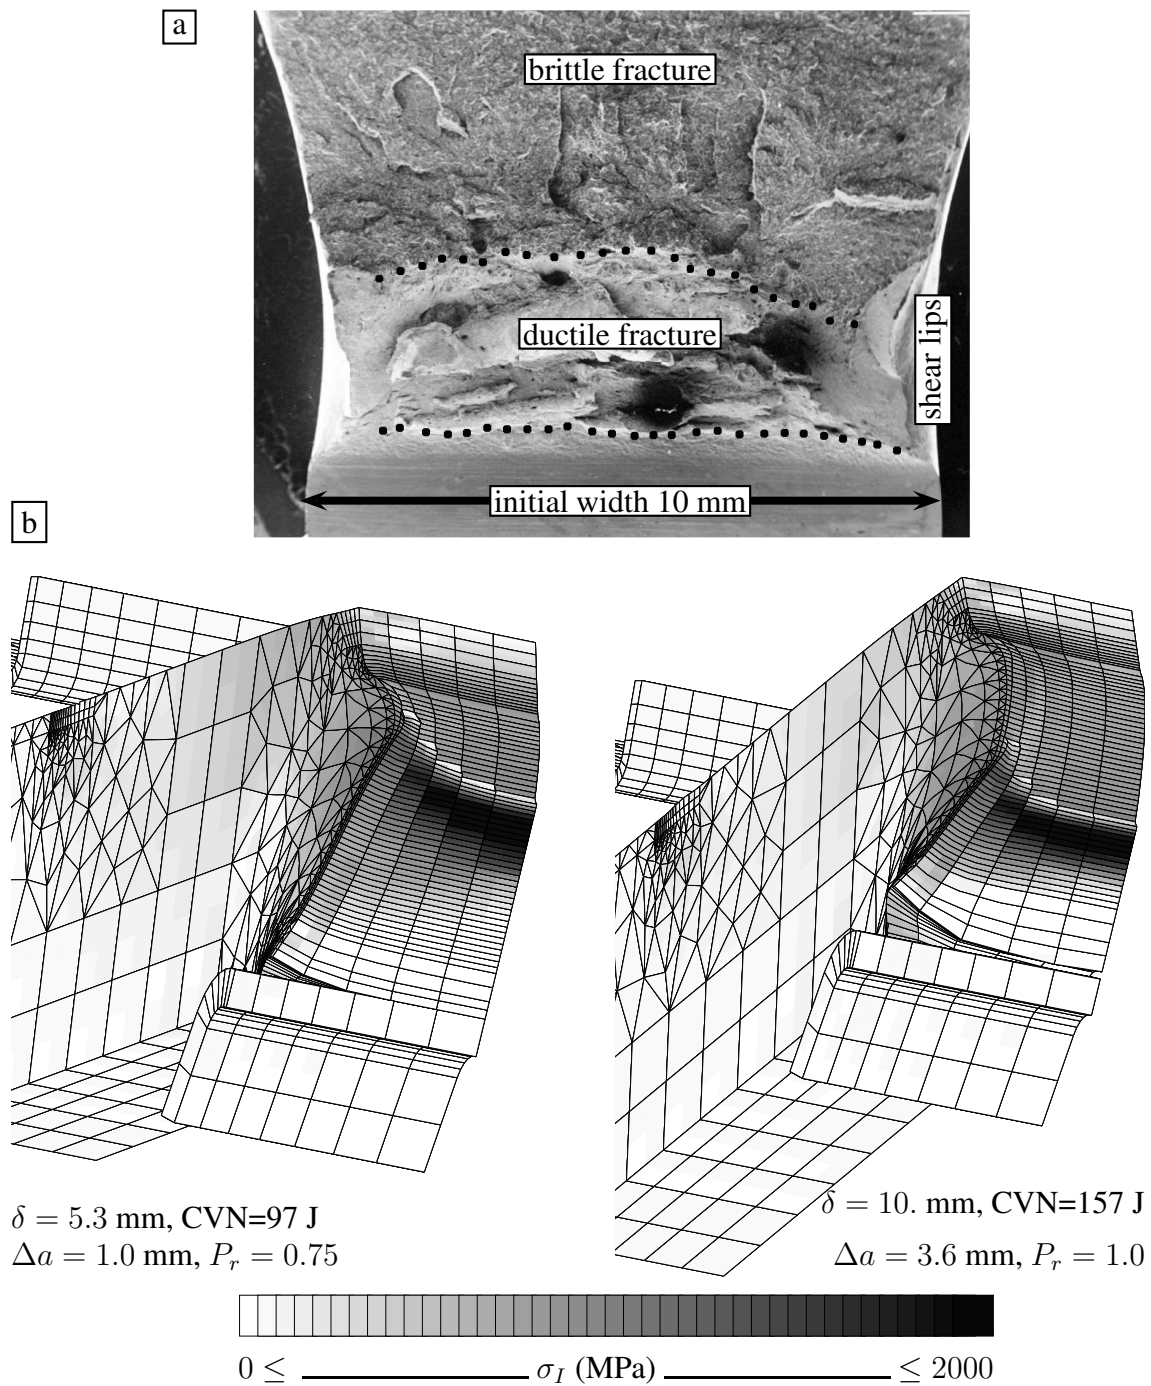 a
brittle fracture
ductile fracture
shear lips
initial width 10 mm
b
δ = 5.3 mm, CVN=97 J
Δa = 1.0 mm, P_r = 0.75
δ = 10. mm, CVN=157 J
Δa = 3.6 mm, P_r = 1.0
0 ≤ σ_I (MPa) ≤ 2000